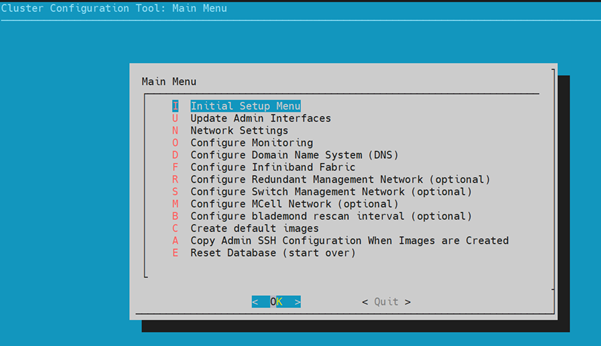 Cluster Configuration Tool: Main Menu
Main Menu
I Initial Setup Menu
U Update Admin Interfaces
N Network Settings
O Configure Monitoring
D Configure Domain Name System (DNS)
F Configure Infiniband Fabric
R Configure Redundant Management Network (optional)
S Configure Switch Management Network (optional)
M Configure MCell Network (optional)
B Configure blademond rescan interval (optional)
C Create default images
A Copy Admin SSH Configuration When Images are Created
E Reset Database (start over)
< OK > < Quit >